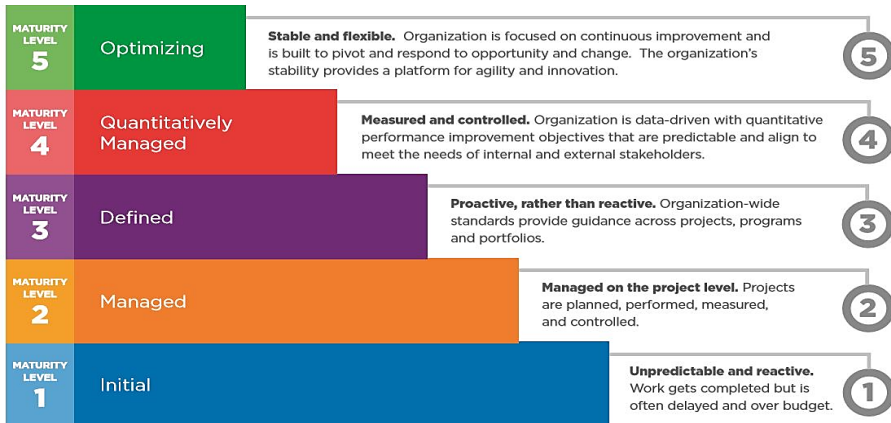 MATURITY
LEVEL
5
Optimizing
Stable and flexible. Organization is focused on continuous improvement and
is built to pivot and respond to opportunity and change. The organization's
stability provides a platform for agility and innovation.
5
MATURITY
LEVEL
4
Quantitatively
Managed
Measured and controlled. Organization is data-driven with quantitative
performance improvement objectives that are predictable and align to
meet the needs of internal and external stakeholders.
4
MATURITY
LEVEL
3
Defined
Proactive, rather than reactive. Organization-wide
standards provide guidance across projects, programs
and portfolios.
3
MATURITY
LEVEL
2
Managed
Managed on the project level. Projects
are planned, performed, measured,
and controlled.
2
MATURITY
LEVEL
1
Initial
Unpredictable and reactive.
Work gets completed but is
often delayed and over budget.
1